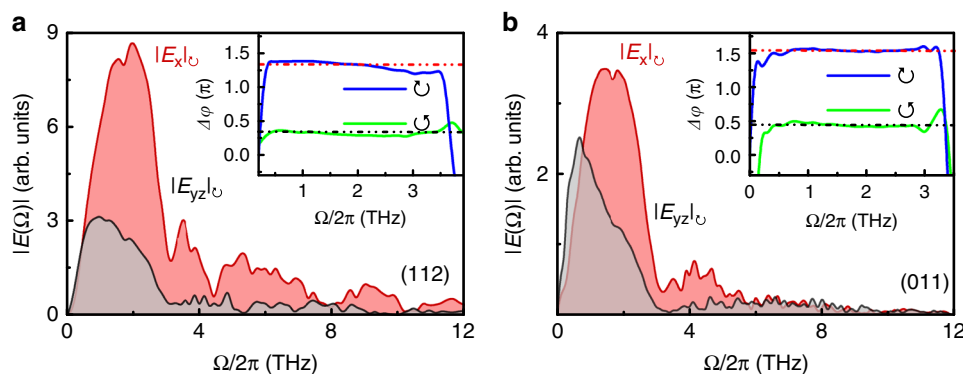 a
9
6
3
0
|E(Ω)| (arb. units)
|Ex|↻
|Eyz|↻
(112)
0 4 8 12
Ω/2π (THz)
1.5
1.0
0.5
0.0
Δφ (π)
↻
↺
1 2 3
Ω/2π (THz)
b
4
2
0
|E(Ω)| (arb. units)
|Ex|↻
|Eyz|↻
(011)
0 4 8 12
Ω/2π (THz)
1.5
1.0
0.5
0.0
Δφ (π)
↻
↺
0 1 2 3
Ω/2π (THz)